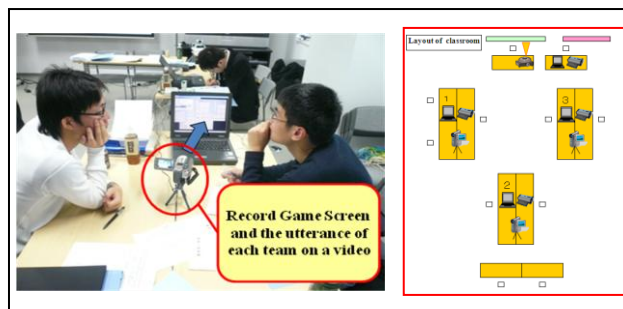 Record Game Screen
and the utterance of
each team on a video
Layout of classroom
1
3
2